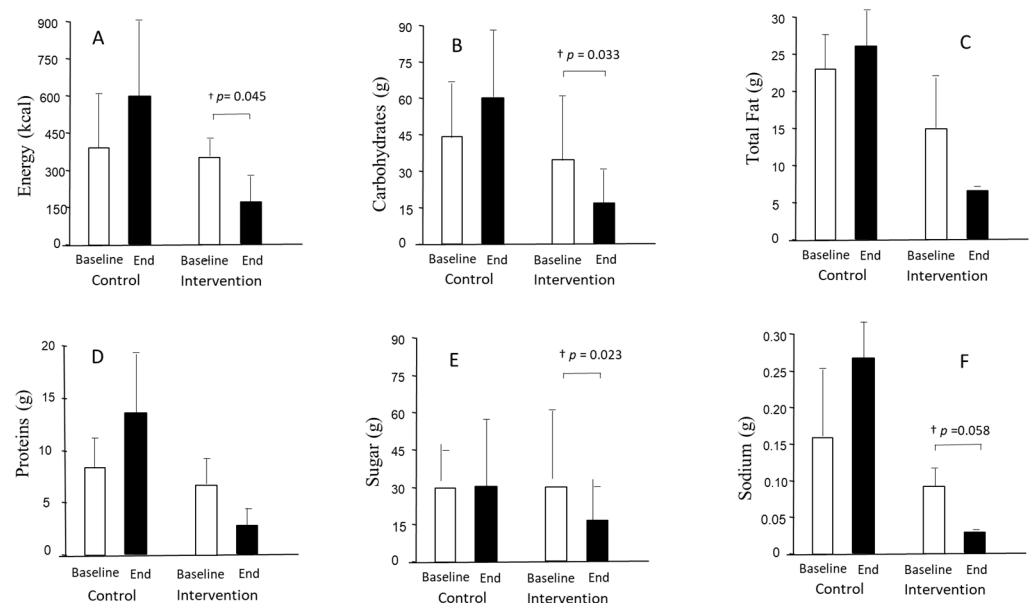 A
Energy (kcal)
900
750
600
450
300
150
0
† p= 0.045
Baseline End Baseline End
Control Intervention
B
Carbohydrates (g)
90
75
60
45
30
15
0
† p = 0.033
Baseline End Baseline End
Control Intervention
C
Total Fat (g)
30
25
20
15
10
5
0
Baseline End Baseline End
Control Intervention
D
Proteins (g)
20
15
10
5
0
Baseline End Baseline End
Control Intervention
E
Sugar (g)
90
75
60
45
30
15
0
† p = 0.023
Baseline End Baseline End
Control Intervention
F
Sodium (g)
0.30
0.25
0.20
0.15
0.10
0.05
0
† p =0.058
Baseline End Baseline End
Control Intervention